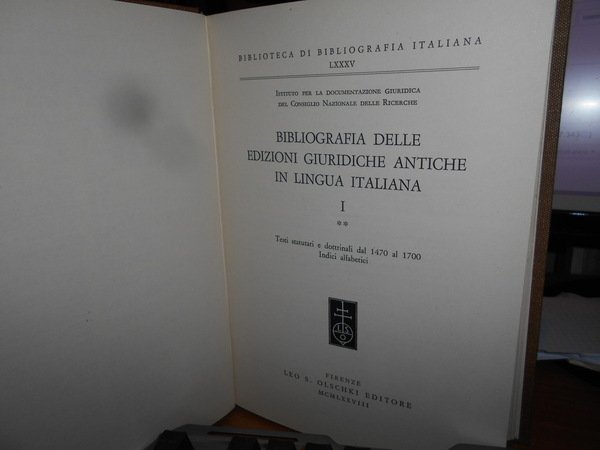 BIBLIOTECA DI BIBLIOGRAFIA ITALIANA
LXXXV
ISTITUTO PER LA DOCUMENTAZIONE GIURIDICA
DEL CONSIGLIO NAZIONALE DELLE RICERCHE
BIBLIOGRAFIA DELLE
EDIZIONI GIURIDICHE ANTICHE
IN LINGUA ITALIANA
I
**
Testi statutari e dottrinali dal 1470 al 1700
Indici alfabetici
FIRENZE
LEO S. OLSCHKI EDITORE
MCMLXXVIII